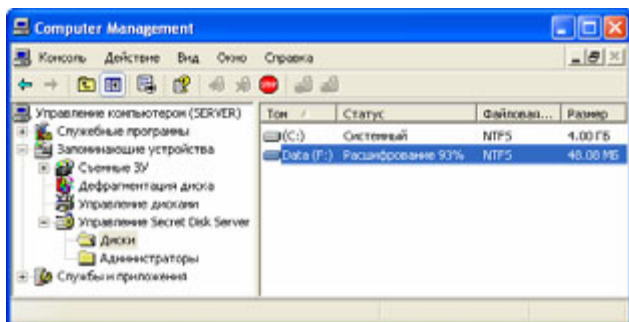 Computer Management
Консоль Действие Вид Окно Справка
STOP
Управление компьютером (SERVER)
Служебные программы
Запоминающие устройства
Съемные ЗУ
Дефрагментация диска
Управление дисками
Управление Secret Disk Server
Диски
Администраторы
Службы и приложения
Том Статус Файловая... Размер
(C:) Системный NTFS 4.00 ГБ
Data (F:) Расшифрование 93% NTFS 48.08 МБ